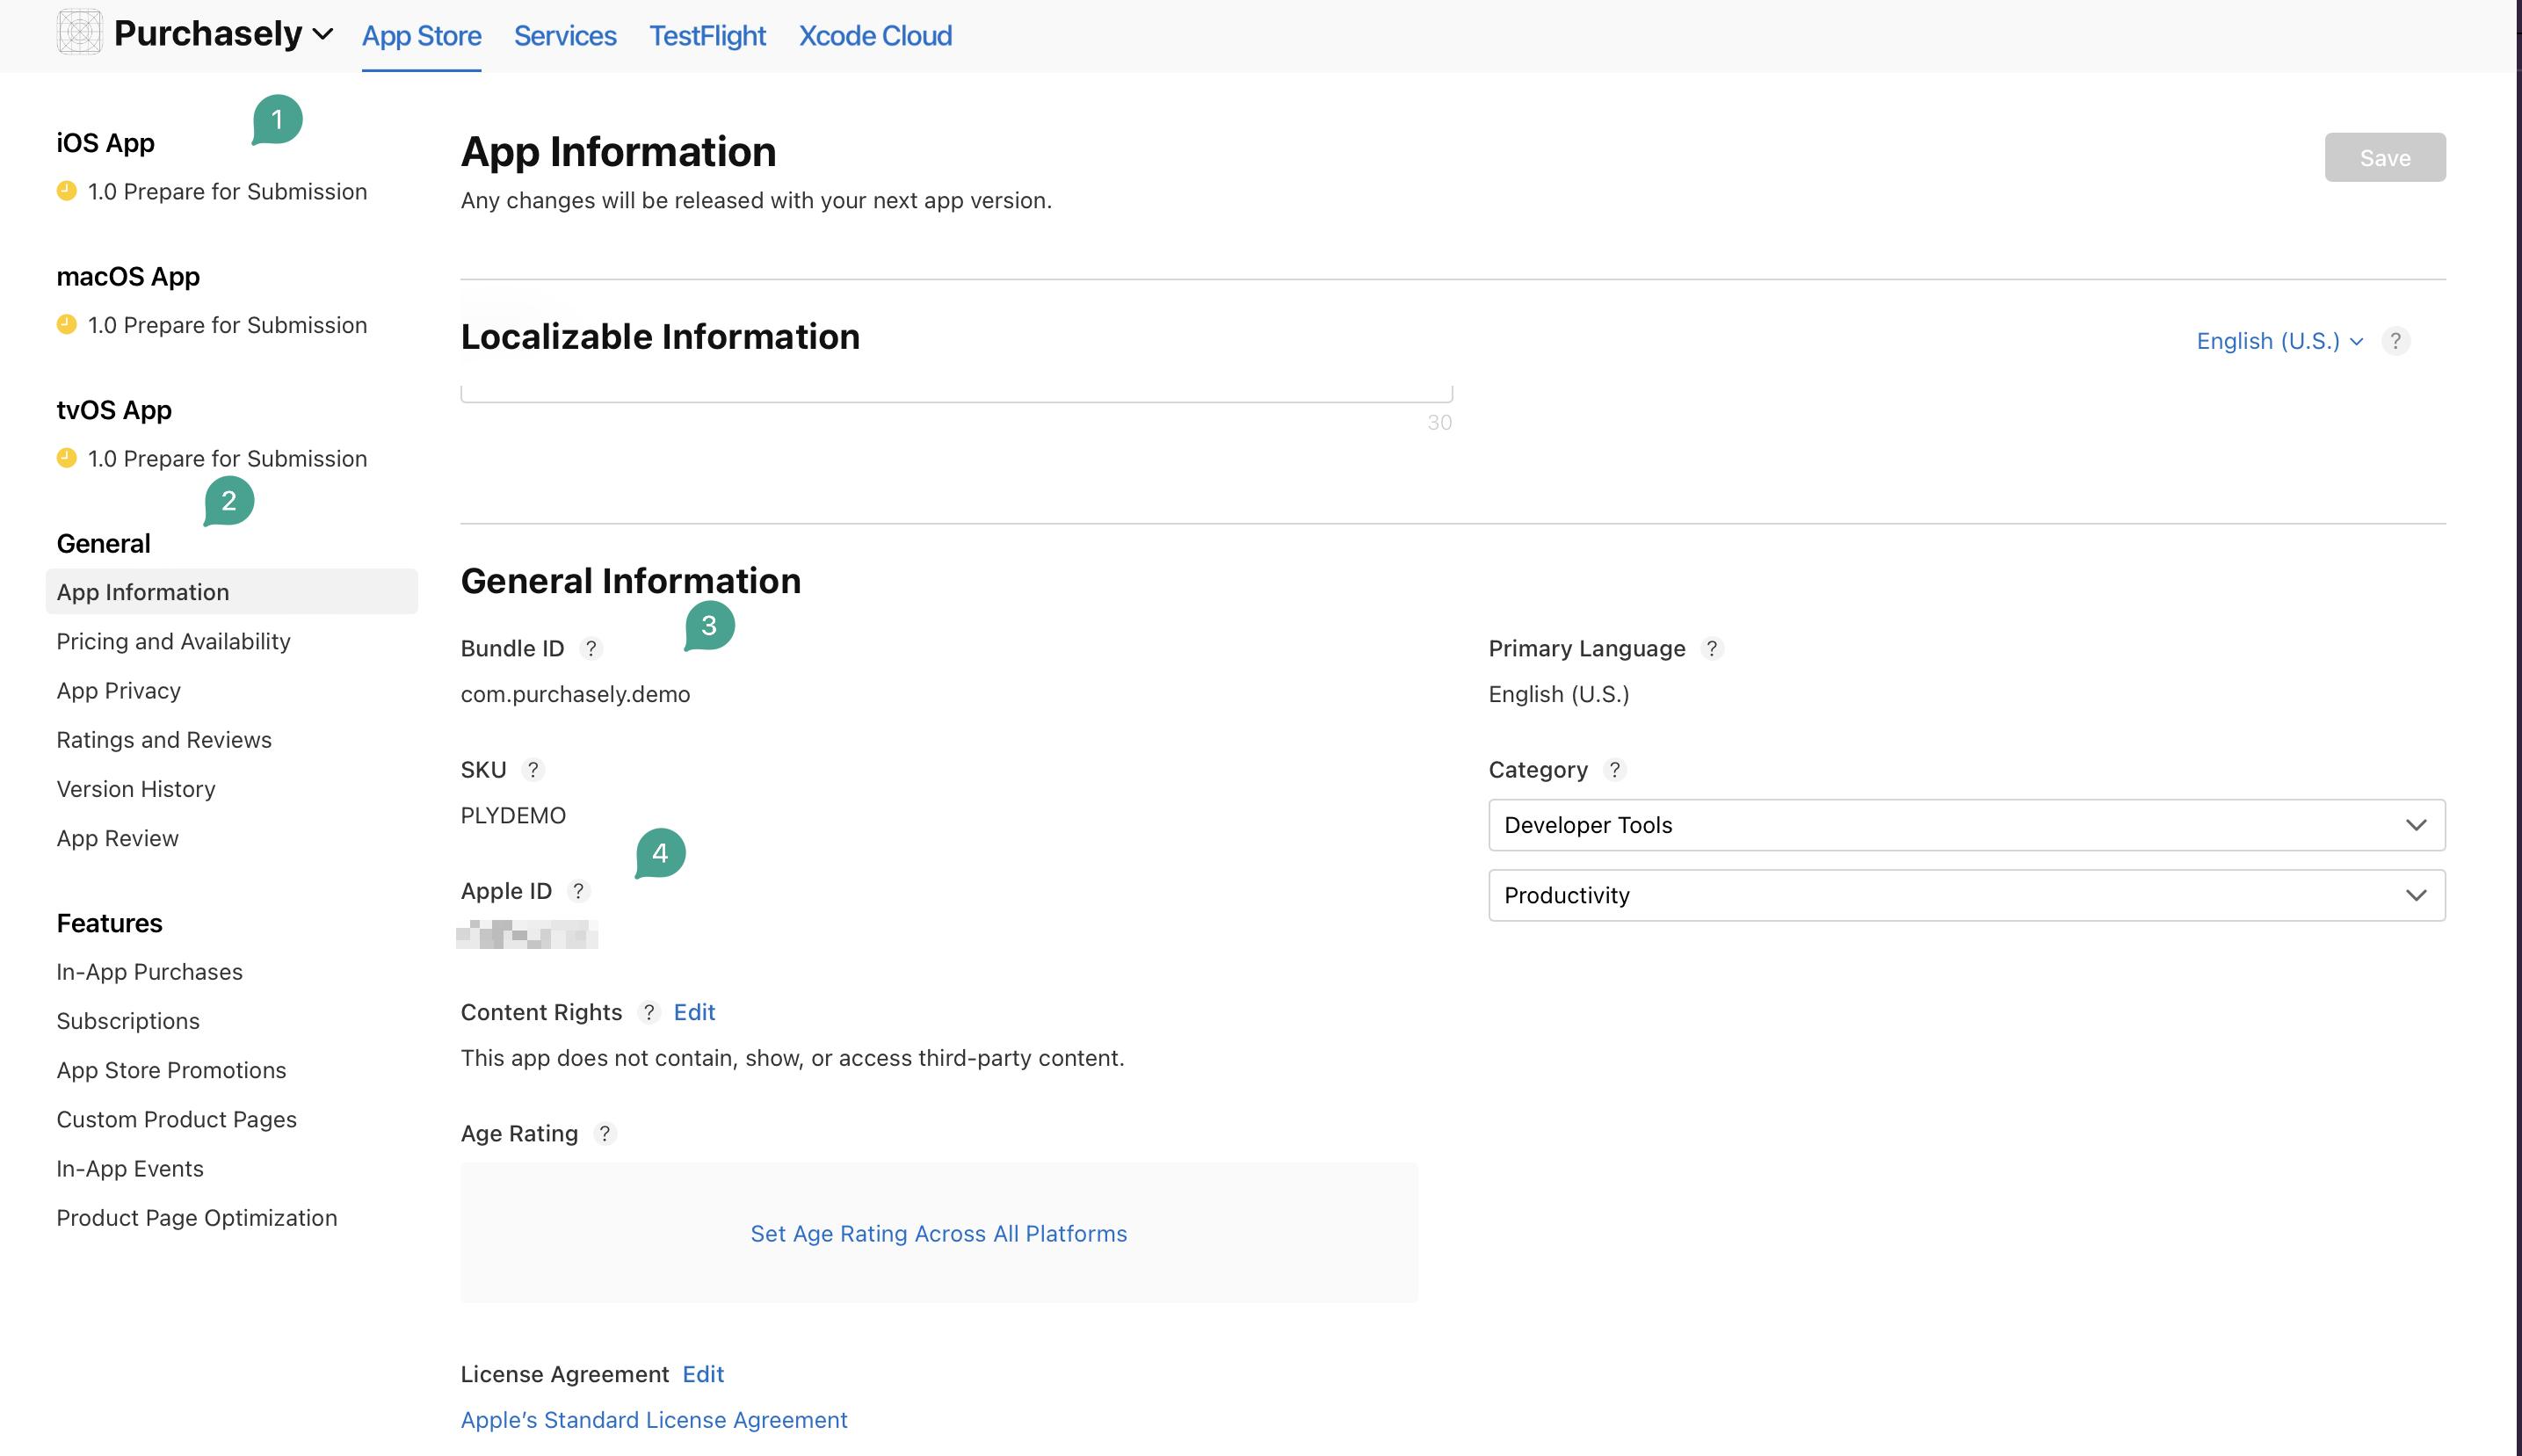 Purchasely
App Store
Services
TestFlight
Xcode Cloud
1
iOS App
1.0 Prepare for Submission
macOS App
1.0 Prepare for Submission
tvOS App
1.0 Prepare for Submission
2
General
App Information
Pricing and Availability
App Privacy
Ratings and Reviews
Version History
App Review
Features
In-App Purchases
Subscriptions
App Store Promotions
Custom Product Pages
In-App Events
Product Page Optimization
App Information
Save
Any changes will be released with your next app version.
Localizable Information
English (U.S.)
?
30
General Information
3
Bundle ID ?
com.purchasely.demo
SKU ?
PLYDEMO
4
Apple ID ?
Content Rights ? Edit
This app does not contain, show, or access third-party content.
Age Rating ?
Set Age Rating Across All Platforms
License Agreement Edit
Apple’s Standard License Agreement
Primary Language ?
English (U.S.)
Category ?
Developer Tools
Productivity